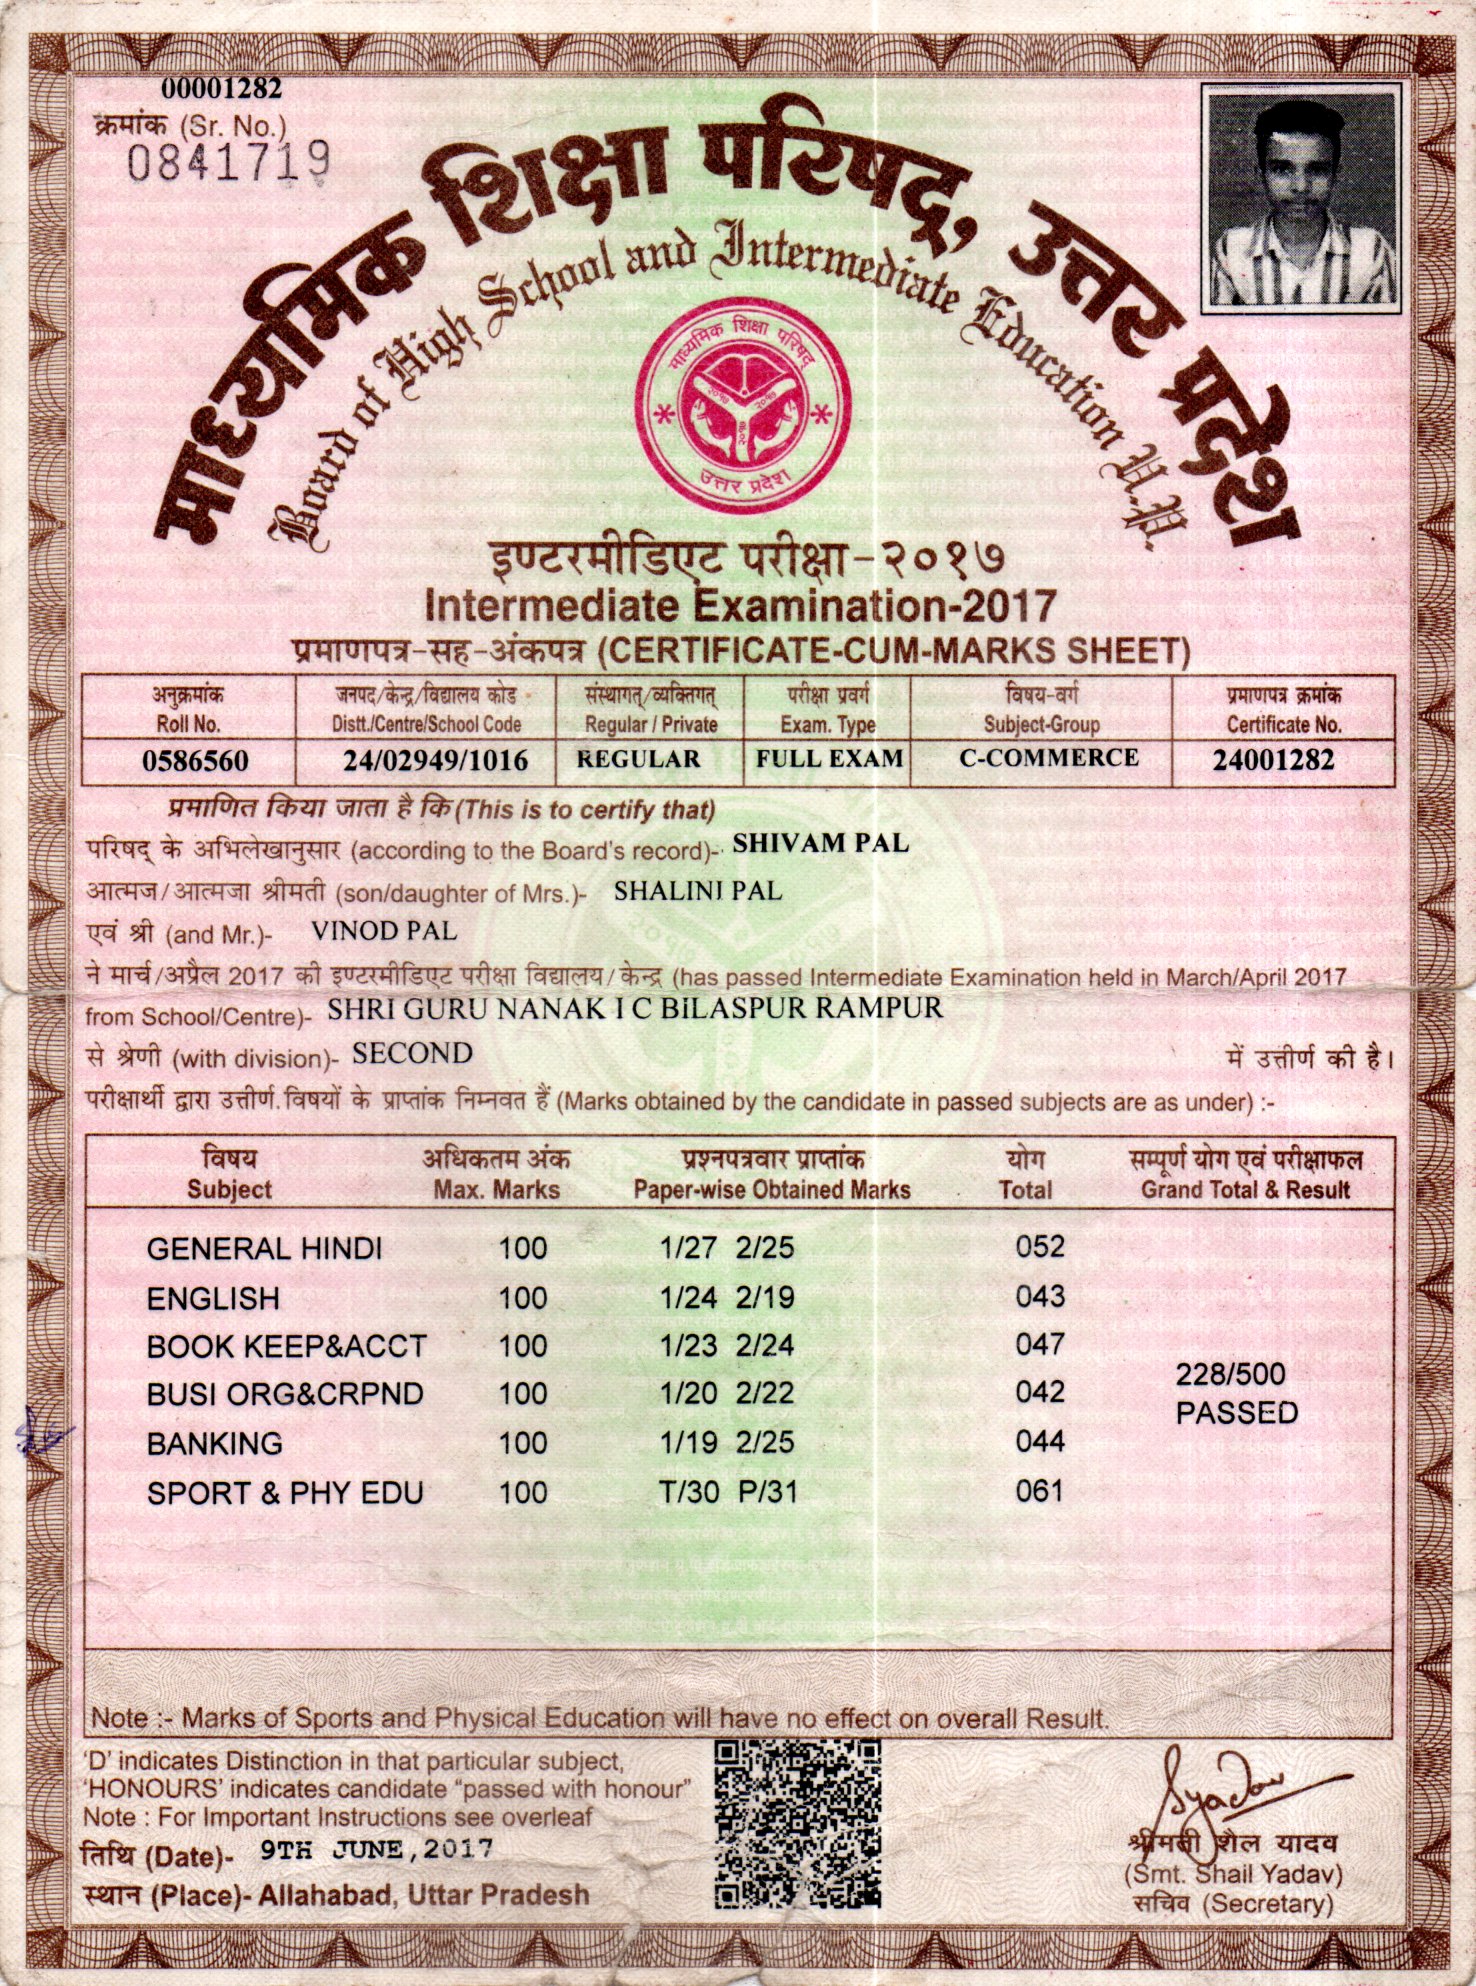 00001282
क्रमांक (Sr. No.)
0841719
माध्यमिक शिक्षा परिषद्, उत्तर प्रदेश
Board of High School and Intermediate Education U.P.
माध्यमिक शिक्षा परिषद्
२०१७ २०१७
२०१७
उत्तर प्रदेश
इण्टरमीडिएट परीक्षा-२०१७
Intermediate Examination-2017
प्रमाणपत्र-सह-अंकपत्र (CERTIFICATE-CUM-MARKS SHEET)
अनुक्रमांक जनपद/केन्द्र/विद्यालय कोड संस्थागत्/व्यक्तिगत् परीक्षा प्रवर्ग विषय-वर्ग प्रमाणपत्र क्रमांक
Roll No. Distt./Centre/School Code Regular / Private Exam. Type Subject-Group Certificate No.
0586560 24/02949/1016 REGULAR FULL EXAM C-COMMERCE 24001282
प्रमाणित किया जाता है कि (This is to certify that)
परिषद् के अभिलेखानुसार (according to the Board's record)- SHIVAM PAL
आत्मज/आत्मजा श्रीमती (son/daughter of Mrs.)- SHALINI PAL
एवं श्री (and Mr.)- VINOD PAL
ने मार्च/अप्रैल 2017 की इण्टरमीडिएट परीक्षा विद्यालय/केन्द्र (has passed Intermediate Examination held in March/April 2017
from School/Centre)- SHRI GURU NANAK I C BILASPUR RAMPUR
से श्रेणी (with division)- SECOND में उत्तीर्ण की है।
परीक्षार्थी द्वारा उत्तीर्ण विषयों के प्राप्तांक निम्नवत हैं (Marks obtained by the candidate in passed subjects are as under) :-
विषय अधिकतम अंक प्रश्नपत्रवार प्राप्तांक योग सम्पूर्ण योग एवं परीक्षाफल
Subject Max. Marks Paper-wise Obtained Marks Total Grand Total & Result
GENERAL HINDI 100 1/27 2/25 052
ENGLISH 100 1/24 2/19 043
BOOK KEEP&ACCT 100 1/23 2/24 047
228/500
BUSI ORG&CRPND 100 1/20 2/22 042
PASSED
BANKING 100 1/19 2/25 044
SPORT & PHY EDU 100 T/30 P/31 061
Note :- Marks of Sports and Physical Education will have no effect on overall Result.
'D' indicates Distinction in that particular subject,
'HONOURS' indicates candidate "passed with honour"
Note : For Important Instructions see overleaf
तिथि (Date)- 9TH JUNE,2017
स्थान (Place)- Allahabad, Uttar Pradesh
Syadav
श्रीमती शैल यादव
(Smt. Shail Yadav)
सचिव (Secretary)